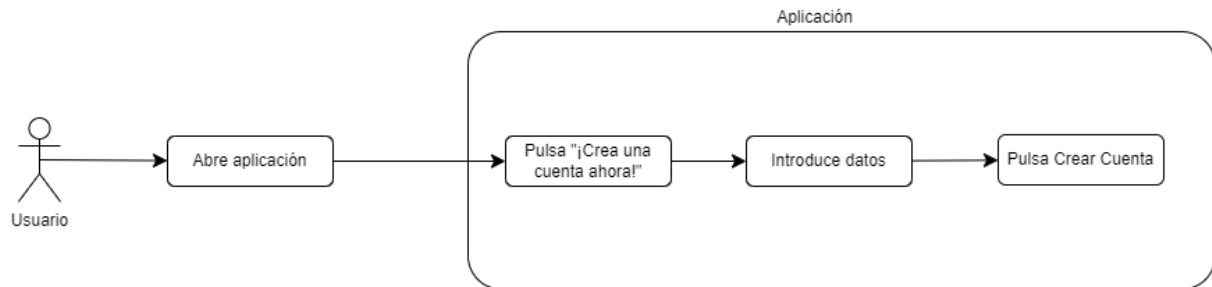 Aplicación
Usuario
Abre aplicación
Pulsa "¡Crea una
cuenta ahora!"
Introduce datos
Pulsa Crear Cuenta